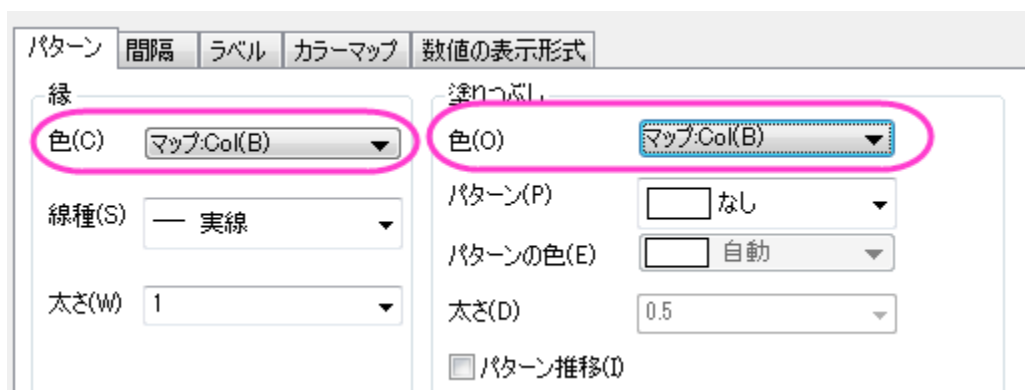 パターン 間隔 ラベル カラーマップ 数値の表示形式
縁
色(C) マップ:Col(B)
線種(S) 実線
太さ(W) 1
塗りつぶし
色(O) マップ:Col(B)
パターン(P) なし
パターンの色(E) 自動
太さ(D) 0.5
パターン推移(I)